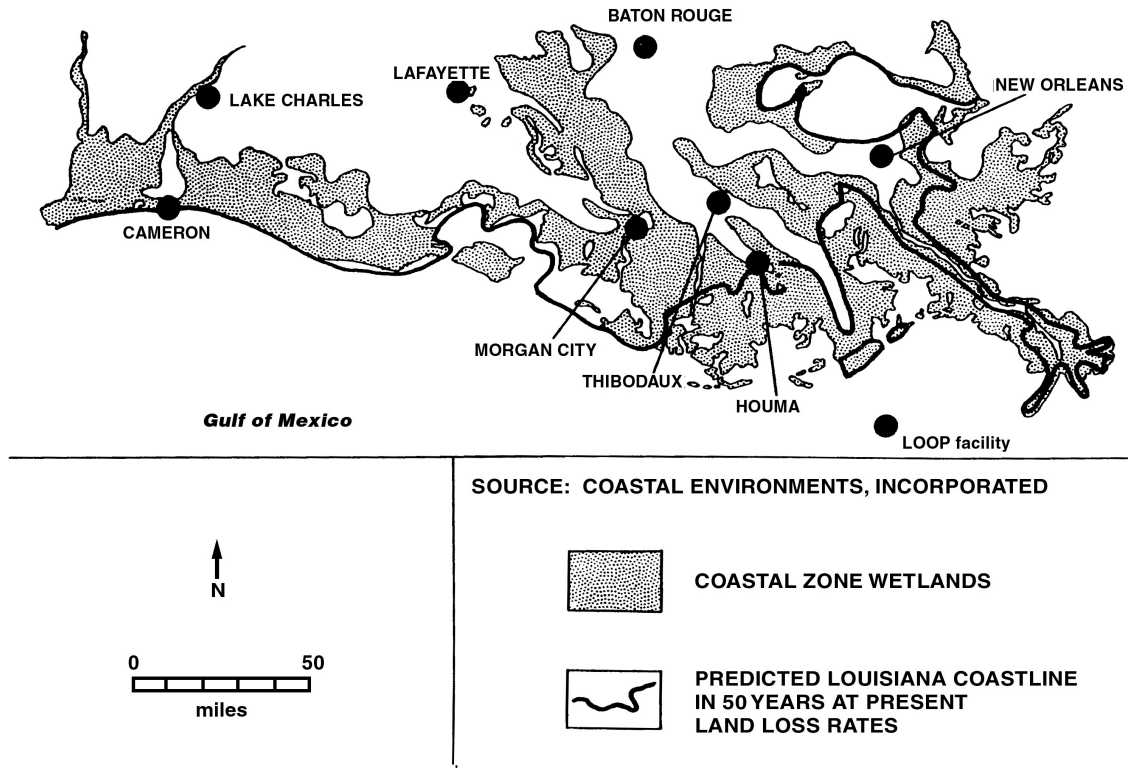 BATON ROUGE
LAFAYETTE
NEW ORLEANS
LAKE CHARLES
CAMERON
MORGAN CITY
THIBODAUX
HOUMA
Gulf of Mexico
LOOP facility
SOURCE: COASTAL ENVIRONMENTS, INCORPORATED
N
COASTAL ZONE WETLANDS
0 50
miles
PREDICTED LOUISIANA COASTLINE
IN 50 YEARS AT PRESENT
LAND LOSS RATES